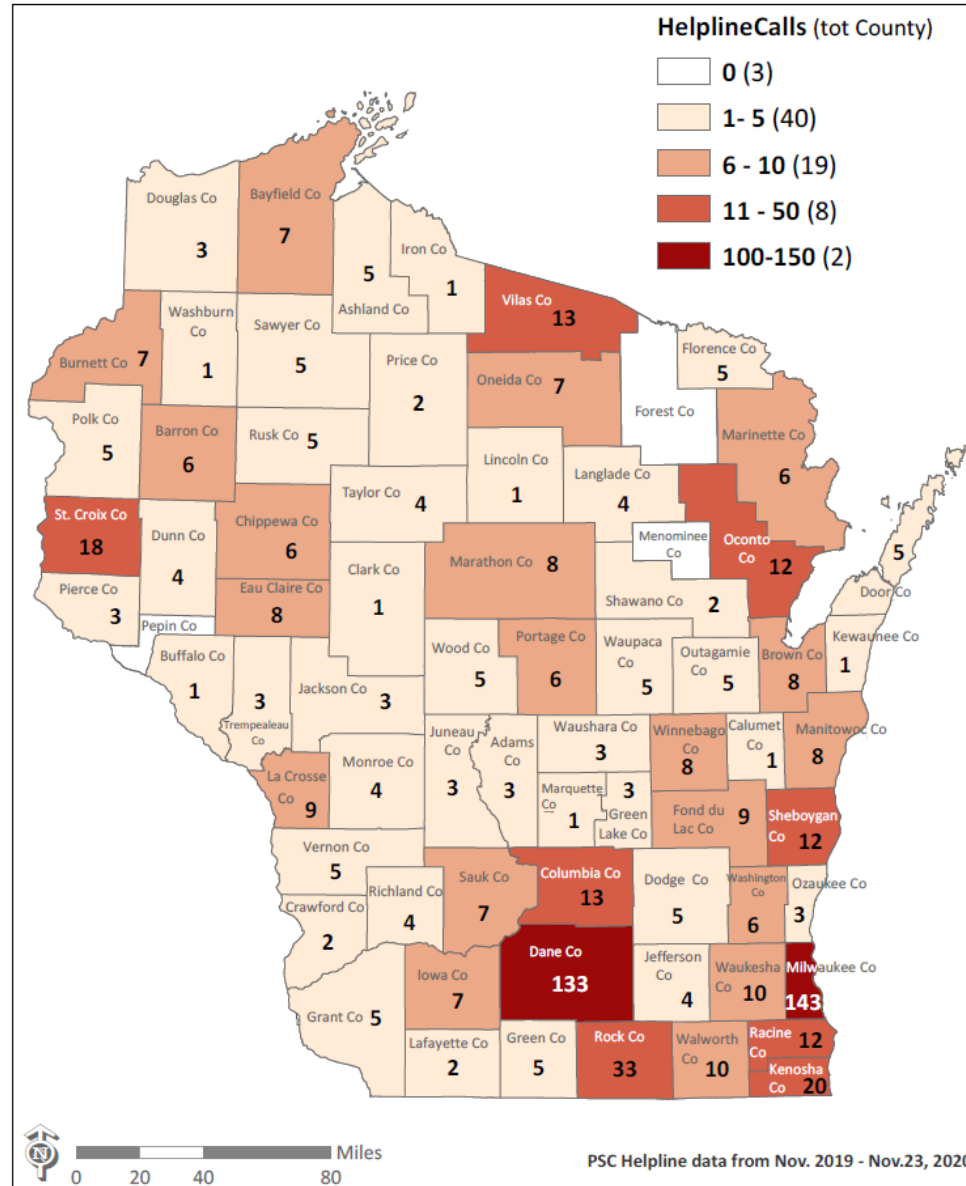 HelplineCalls (tot County)
0 (3)
1- 5 (40)
6 - 10 (19)
11 - 50 (8)
100-150 (2)
Douglas Co
3
Bayfield Co
7
5
Ashland Co
Iron Co
1
Vilas Co
13
Florence Co
5
Burnett Co
7
Washburn
Co
1
Sawyer Co
5
Price Co
2
Oneida Co
7
Forest Co
Marinette Co
6
Polk Co
5
Barron Co
6
Rusk Co
5
Taylor Co
4
Lincoln Co
1
Langlade Co
4
St. Croix Co
18
Dunn Co
4
Chippewa Co
6
Clark Co
1
Marathon Co
8
Menominee
Co
Oconto
Co
12
5
Door Co
Pierce Co
3
Pepin Co
Eau Claire Co
8
Shawano Co
2
Buffalo Co
1
3
Trempealeau
Co
Jackson Co
3
Wood Co
5
Portage Co
6
Waupaca
Co
5
Outagamie
Co
5
Brown Co
8
Kewaunee Co
1
La Crosse
Co
9
Monroe Co
4
Juneau
Co
3
Adams
Co
3
Waushara Co
3
Winnebago
Co
8
Calumet
Co
1
Manitowoc Co
8
Marquette
Co
1
3
Green
Lake Co
Fond du
Lac Co
9
Sheboygan
Co
12
Vernon Co
5
Crawford Co
2
Richland Co
4
Sauk Co
7
Columbia Co
13
Dodge Co
5
Washington
Co
6
Ozaukee Co
3
Grant Co
5
Iowa Co
7
Dane Co
133
Jefferson
Co
4
Waukesha
Co
10
Milwaukee Co
143
Lafayette Co
2
Green Co
5
Rock Co
33
Walworth
Co
10
Racine
Co
12
Kenosha
Co
20
N
Miles
0 20 40 80
PSC Helpline data from Nov. 2019 - Nov.23, 2020